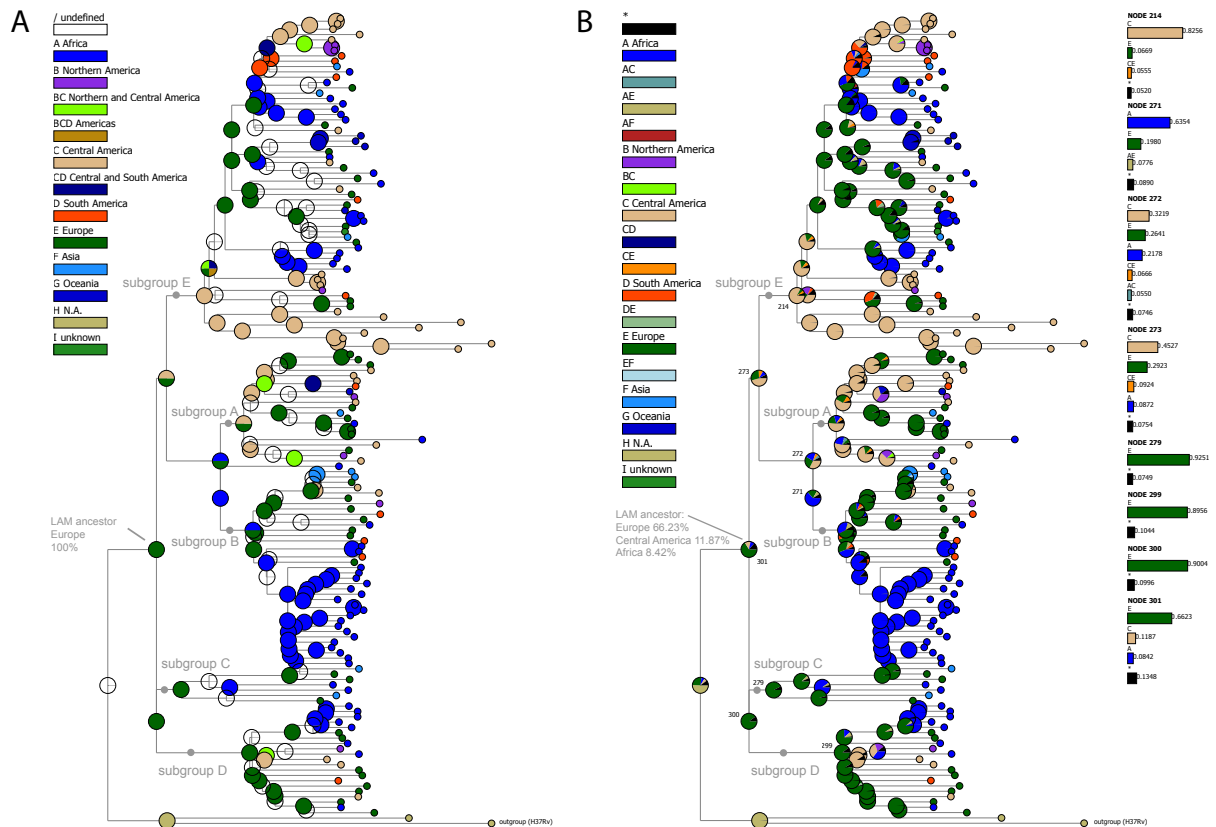 A
/ undefined
A Africa
B Northern America
BC Northern and Central America
BCD Americas
C Central America
CD Central and South America
D South America
E Europe
F Asia
G Oceania
H N.A.
I unknown
subgroup E
subgroup A
LAM ancestor
Europe
100%
subgroup B
subgroup C
subgroup D
outgroup (H37Rv)
B
*
A Africa
AC
AE
AF
B Northern America
BC
C Central America
CD
CE
D South America
DE
E Europe
EF
F Asia
G Oceania
H N.A.
I unknown
subgroup E
214
273
subgroup A
272
271
LAM ancestor:
Europe 66.23%
Central America 11.87%
Africa 8.42%
subgroup B
301
subgroup C
279
300
299
subgroup D
outgroup (H37Rv)
NODE 214
C
0.8256
E
0.0669
CE
0.0555
*
0.0520
NODE 271
A
0.6354
E
0.1980
AE
0.0776
*
0.0890
NODE 272
C
0.3219
E
0.2641
A
0.2178
CE
0.0666
AC
0.0550
*
0.0746
NODE 273
C
0.4527
E
0.2923
CE
0.0924
A
0.0872
*
0.0754
NODE 279
E
0.9251
*
0.0749
NODE 299
E
0.8956
*
0.1044
NODE 300
E
0.9004
*
0.0996
NODE 301
E
0.6623
C
0.1187
A
0.0842
*
0.1348